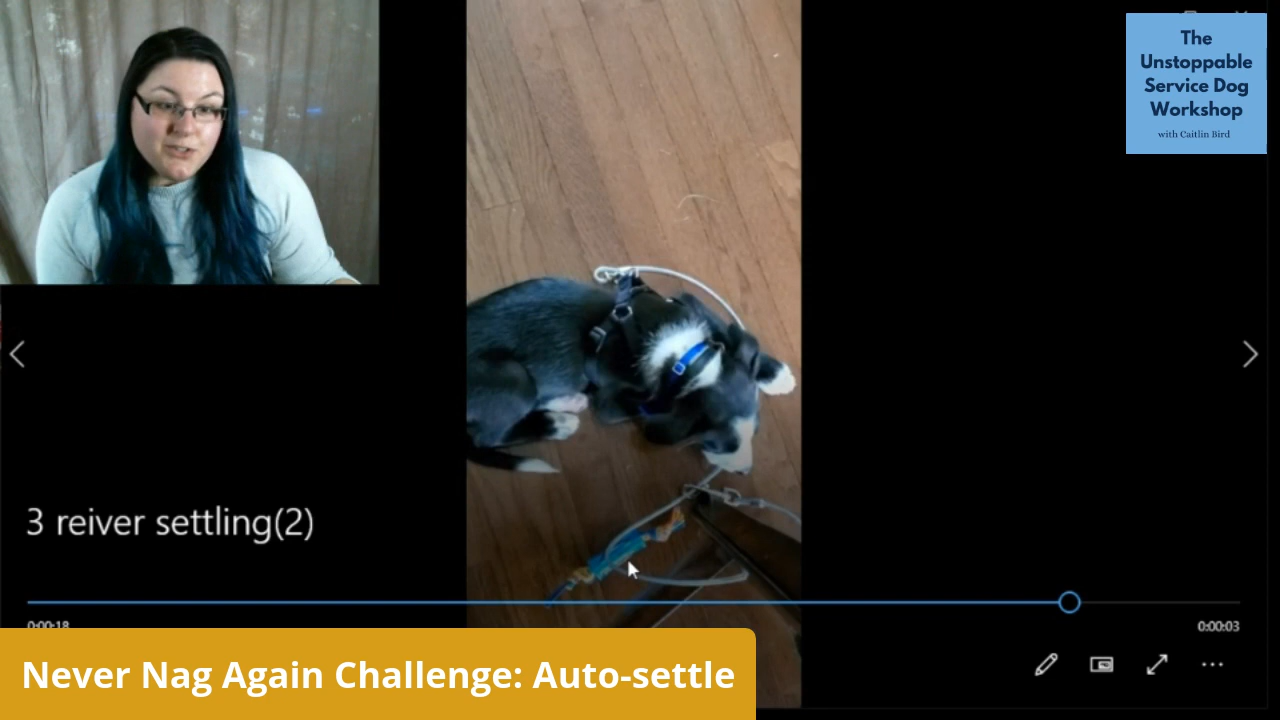 The
Unstoppable
Service Dog
Workshop
with Caitlin Bird
3 reiver settling(2)
0:00:18
0:00:03
Never Nag Again Challenge: Auto-settle